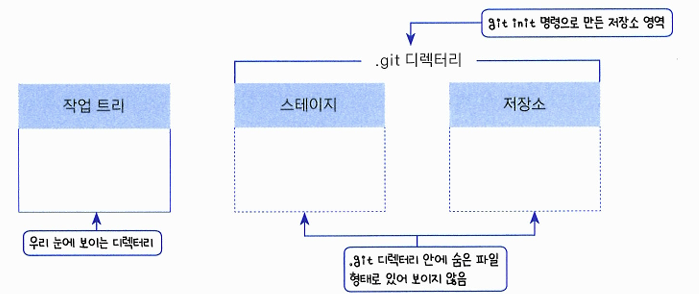 git init 명령으로 만든 저장소 영역
.git 디렉터리
작업 트리
스테이지
저장소
우리 눈에 보이는 디렉터리
.git 디렉터리 안에 숨은 파일
형태로 있어 보이지 않음